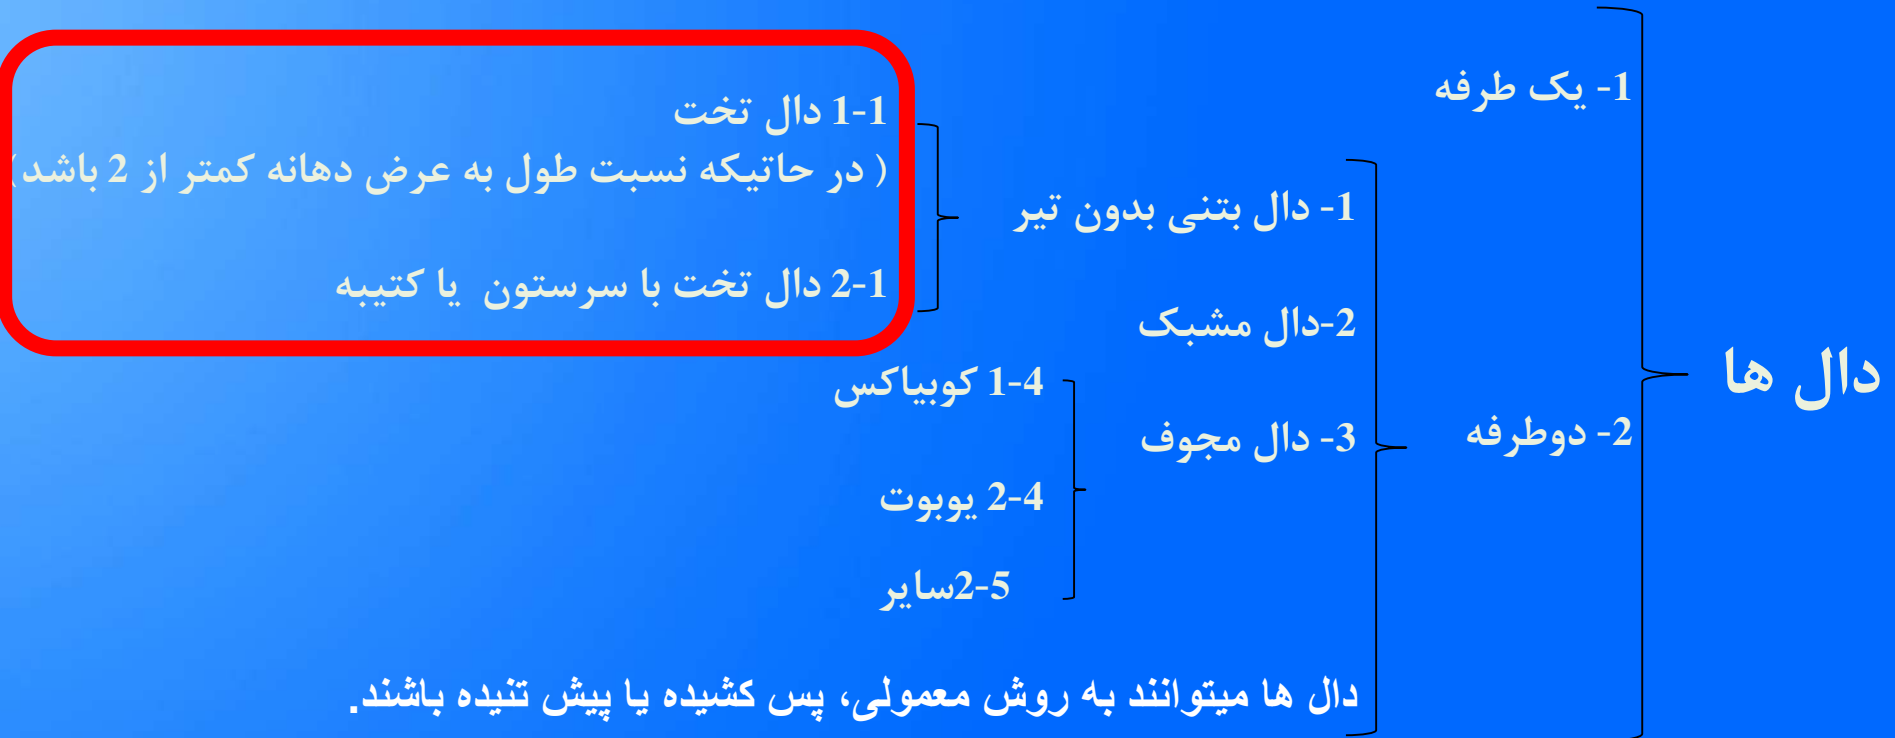 دال ها
1- یک طرفه
2- دوطرفه
1- دال بتنی بدون تیر
1-1 دال تخت
( در حاتیکه نسبت طول به عرض دهانه کمتر از 2 باشد)
2-1 دال تخت با سرستون یا کتیبه
2-دال مشبک
3- دال مجوف
1-4 کوبیاکس
2-4 یوبوت
2-5سایر
دال ها میتوانند به روش معمولی، پس کشیده یا پیش تنیده باشند.